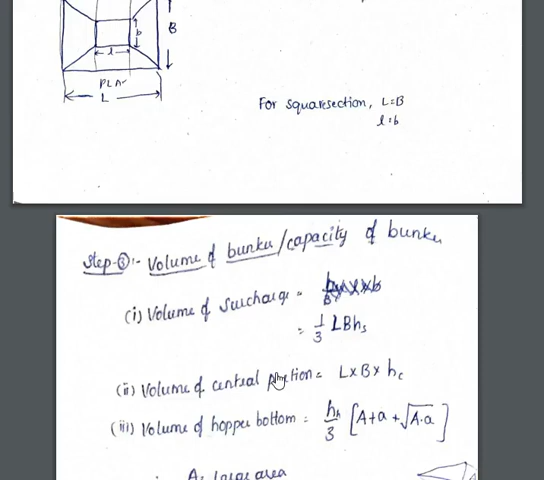 B
b
l
PLAN
L
For square section, L=B
l=b
Step-③:- Volume of bunker/capacity of bunker
(i) Volume of Surcharge =
= 1/3 LBhs
(ii) Volume of central portion = L×B× hc
(iii) Volume of hopper bottom = hh/3 [A+a+√A.a]
A= large area